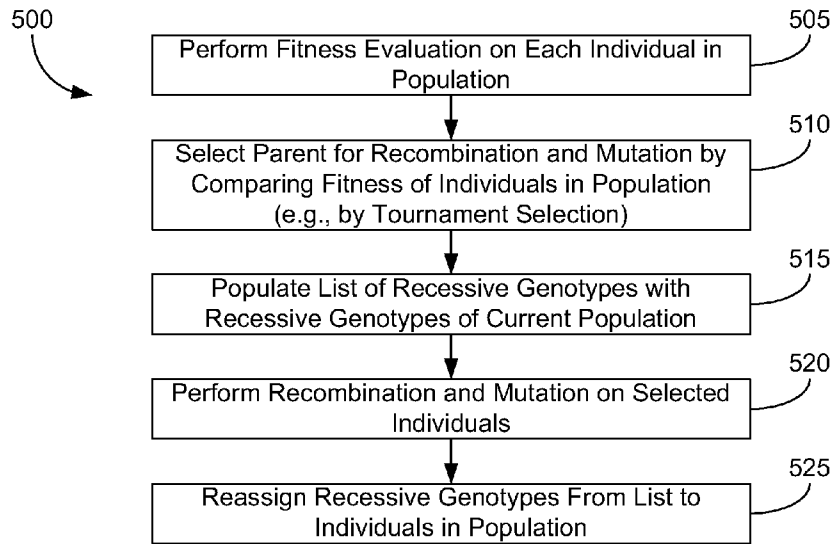 500
505
Perform Fitness Evaluation on Each Individual in
Population
510
Select Parent for Recombination and Mutation by
Comparing Fitness of Individuals in Population
(e.g., by Tournament Selection)
515
Populate List of Recessive Genotypes with
Recessive Genotypes of Current Population
520
Perform Recombination and Mutation on Selected
Individuals
525
Reassign Recessive Genotypes From List to
Individuals in Population